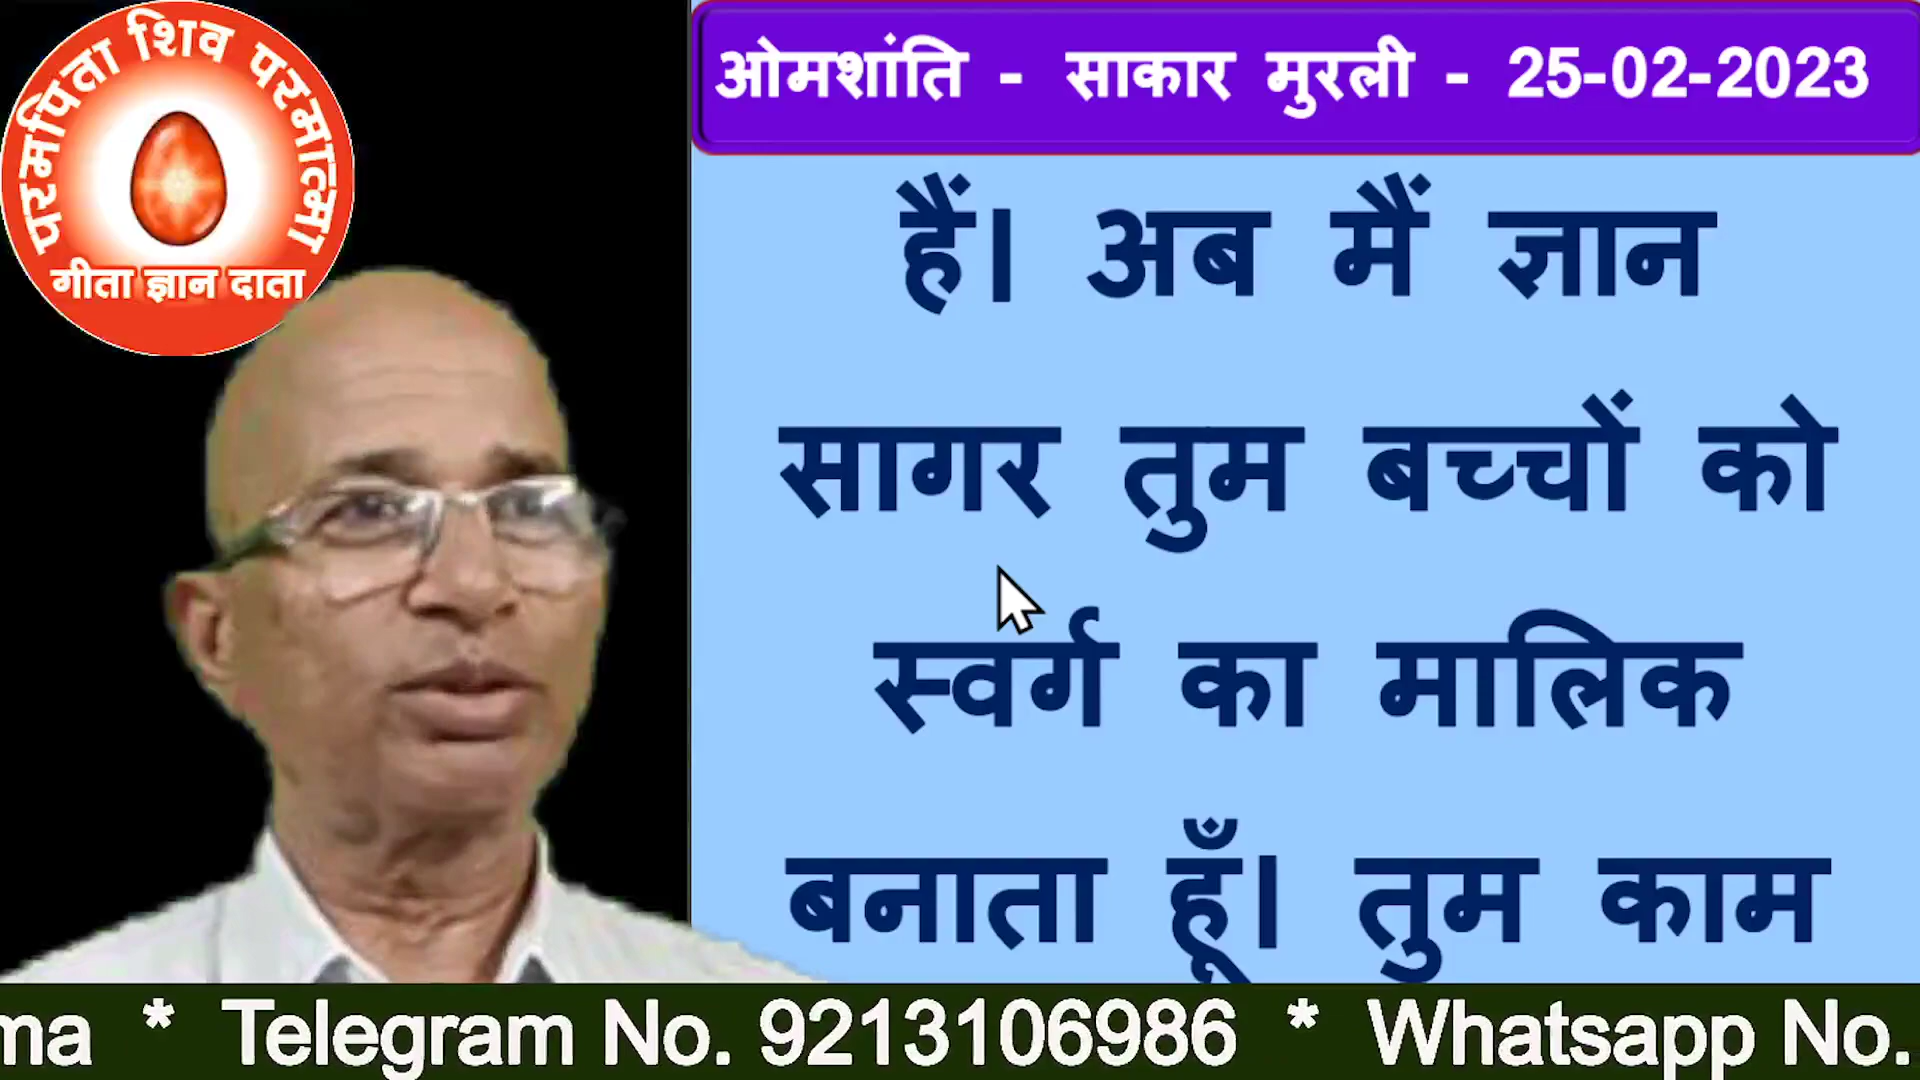 परमपिता शिव परमात्मा
गीता ज्ञान दाता
ओमशांति - साकार मुरली - 25-02-2023
हैं। अब मैं ज्ञान
सागर तुम बच्चों को
स्वर्ग का मालिक
बनाता हूँ। तुम काम
ma * Telegram No. 9213106986 * Whatsapp No.